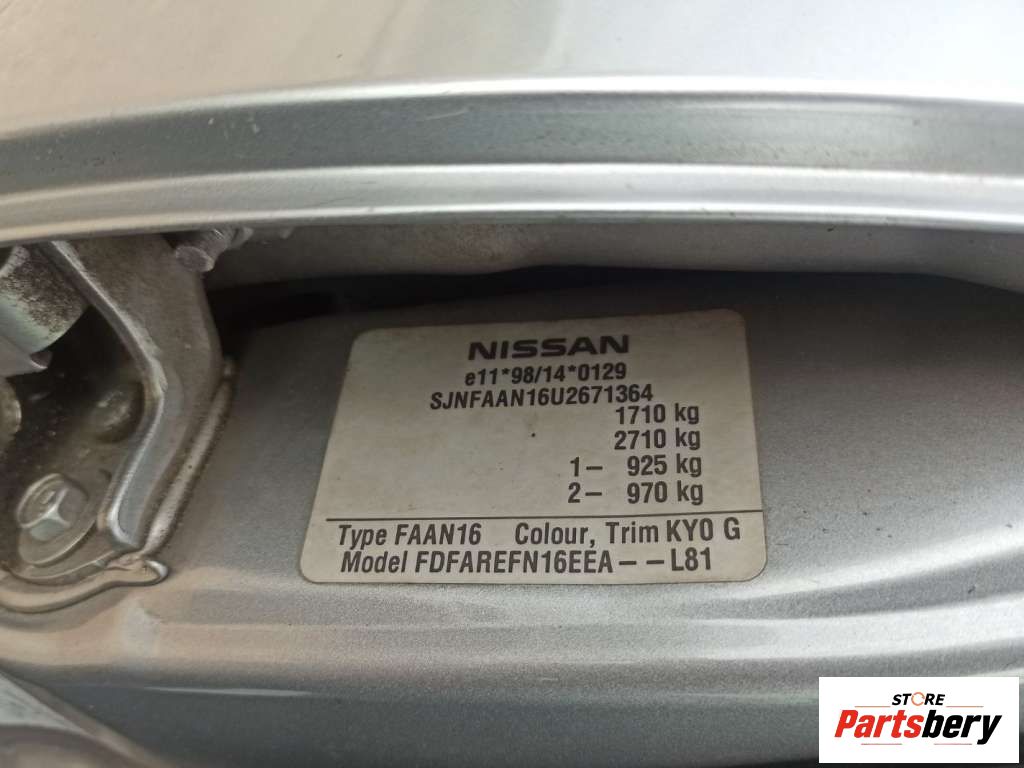 NISSAN
e11*98/14*0129
SJNFAAN16U2671364
1710 kg
2710 kg
1- 925 kg
2- 970 kg
Type FAAN16 Colour, Trim KY0 G
Model FDFAREFN16EEA--L81
STORE
Partsbery